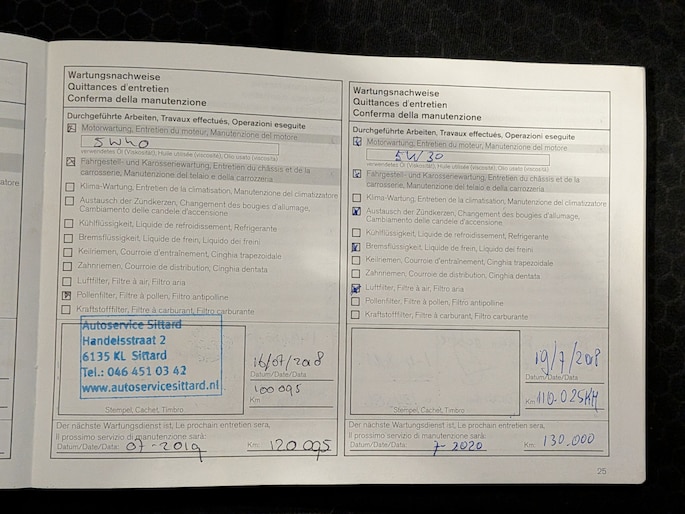 atore
Wartungsnachweise
Quittances d'entretien
Conferma della manutenzione
Durchgeführte Arbeiten, Travaux effectués, Operazioni eseguite
Motorwartung, Entretien du moteur, Manutenzione del motore
5W40
verwendetes Öl (Viskosität), Huile utilisée (viscosité), Olio usato (viscosità)
Fahrgestell- und Karosseriewartung, Entretien du châssis et de la
carrosserie, Manutenzione del telaio e della carrozzeria
Klima-Wartung, Entretien de la climatisation, Manutenzione del climatizzatore
Austausch der Zündkerzen, Changement des bougies d'allumage,
Cambiamento delle candele d'accensione
Kühlflüssigkeit, Liquide de refroidissement, Refrigerante
Bremsflüssigkeit, Liquide de frein, Liquido dei freini
Keilriemen, Courroie d'entraînement, Cinghia trapezoidale
Zahnriemen, Courroie de distribution, Cinghia dentata
Luftfilter, Filtre à air, Filtro aria
Pollenfilter, Filtre à pollen, Filtro antipolline
Kraftstofffilter, Filtre à carburant, Filtro carburante
Autoservice Sittard
Handelsstraat 2
6135 KL Sittard
Tel.: 046 451 03 42
www.autoservicesittard.nl
Stempel, Cachet, Timbro
16/07/2018
Datum/Date/Data
100095
Km
Der nächste Wartungsdienst ist, Le prochain entretien sera,
Il prossimo servizio di manutenzione sarà:
Datum/Date/Data: 07-2019 Km: 120095
Wartungsnachweise
Quittances d'entretien
Conferma della manutenzione
Durchgeführte Arbeiten, Travaux effectués, Operazioni eseguite
Motorwartung, Entretien du moteur, Manutenzione del motore
5W30
verwendetes Öl (Viskosität), Huile utilisée (viscosité), Olio usato (viscosità)
Fahrgestell- und Karosseriewartung, Entretien du châssis et de la
carrosserie, Manutenzione del telaio e della carrozzeria
Klima-Wartung, Entretien de la climatisation, Manutenzione del climatizzatore
Austausch der Zündkerzen, Changement des bougies d'allumage,
Cambiamento delle candele d'accensione
Kühlflüssigkeit, Liquide de refroidissement, Refrigerante
Bremsflüssigkeit, Liquide de frein, Liquido dei freini
Keilriemen, Courroie d'entraînement, Cinghia trapezoidale
Zahnriemen, Courroie de distribution, Cinghia dentata
Luftfilter, Filtre à air, Filtro aria
Pollenfilter, Filtre à pollen, Filtro antipolline
Kraftstofffilter, Filtre à carburant, Filtro carburante
Stempel, Cachet, Timbro
19/7/2018
Datum/Date/Data
Km 110.025KM
Der nächste Wartungsdienst ist, Le prochain entretien sera,
Il prossimo servizio di manutenzione sarà:
Datum/Date/Data: 7-2020 Km: 130.000
25